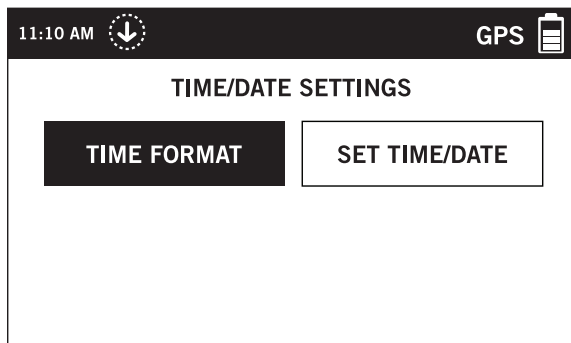 11:10 AM GPS
TIME/DATE SETTINGS
TIME FORMAT SET TIME/DATE